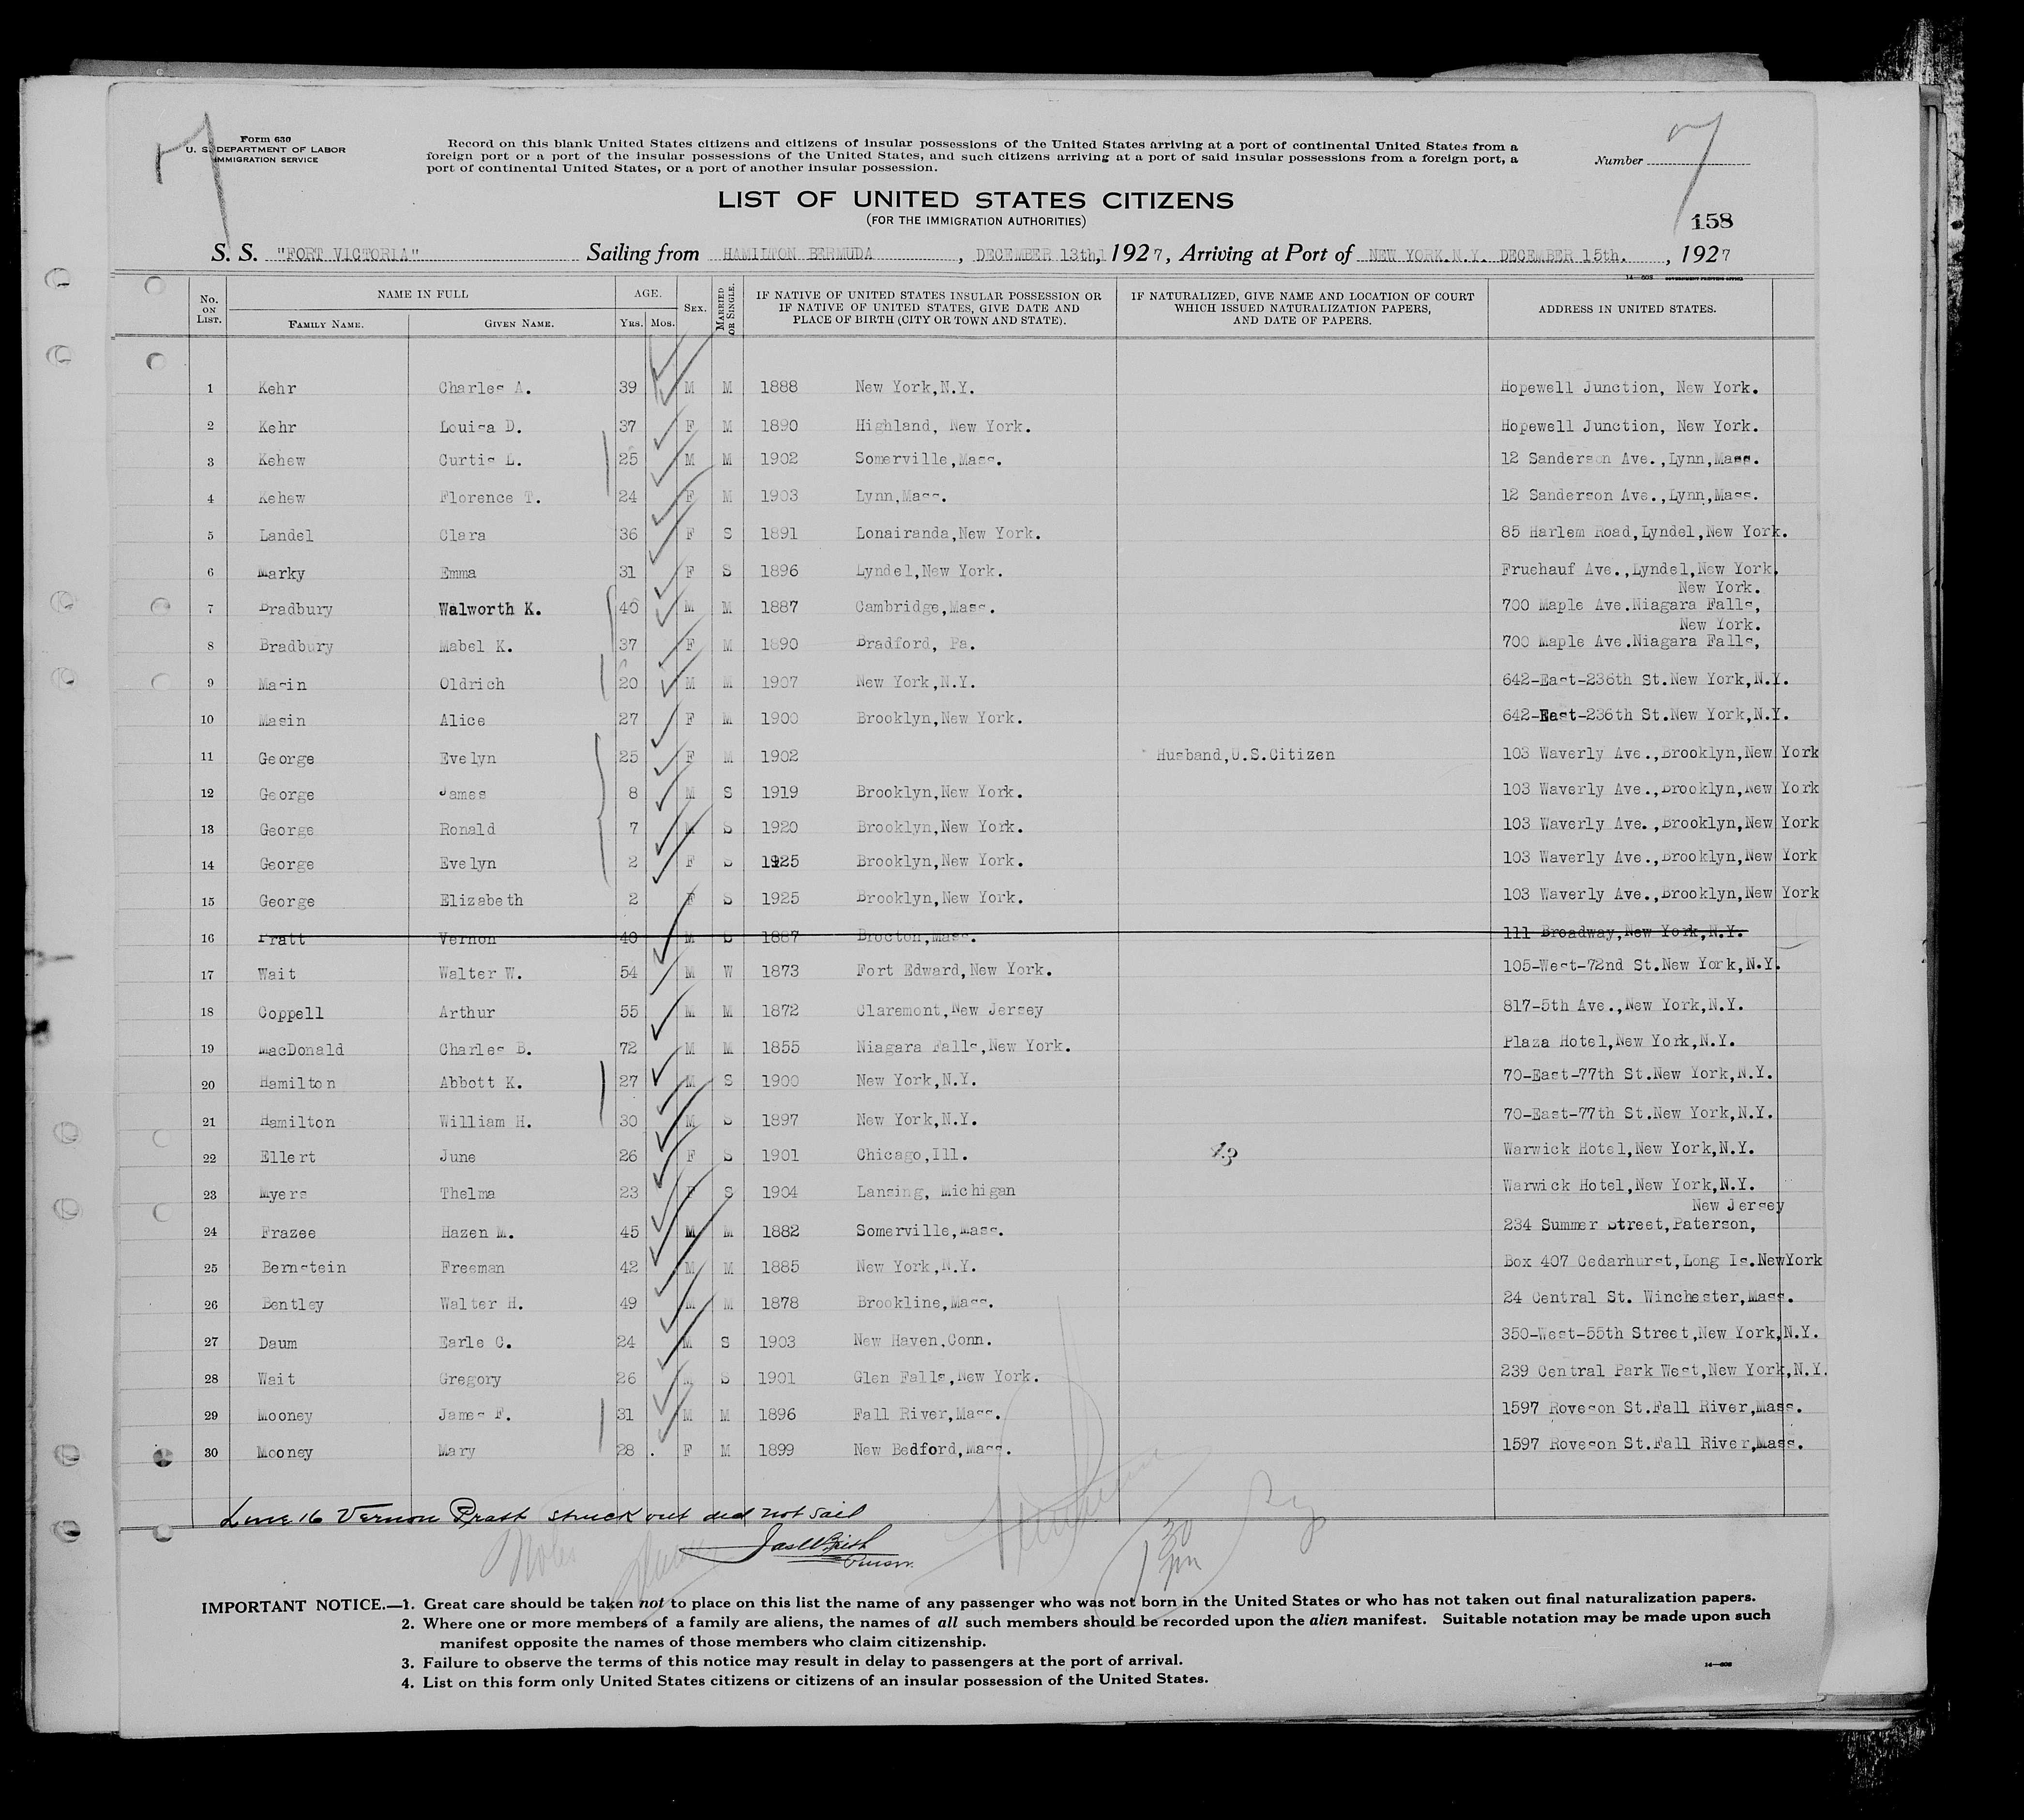 Form 630
U. S. DEPARTMENT OF LABOR
IMMIGRATION SERVICE
Record on this blank United States citizens and citizens of insular possessions of the United States arriving at a port of continental United States from a
foreign port or a port of the insular possessions of the United States, and such citizens arriving at a port of said insular possessions from a foreign port, a
port of continental United States, or a port of another insular possession.
Number
7
7
LIST OF UNITED STATES CITIZENS
(FOR THE IMMIGRATION AUTHORITIES)
158
S. S. "FORT VICTORIA" Sailing from HAMILTON BERMUDA, DECEMBER 13th, 1927, Arriving at Port of NEW YORK.N.Y. DECEMBER 15th., 1927
No. ON LIST. NAME IN FULL FAMILY NAME. GIVEN NAME. AGE. YRS. MOS. SEX. MARRIED OR SINGLE. IF NATIVE OF UNITED STATES INSULAR POSSESSION OR IF NATIVE OF UNITED STATES, GIVE DATE AND PLACE OF BIRTH (CITY OR TOWN AND STATE). IF NATURALIZED, GIVE NAME AND LOCATION OF COURT WHICH ISSUED NATURALIZATION PAPERS, AND DATE OF PAPERS. ADDRESS IN UNITED STATES.
1 Kehr Charles A. 39 M M 1888 New York,N.Y. Hopewell Junction, New York.
2 Kehr Louisa D. 37 F M 1890 Highland, New York. Hopewell Junction, New York.
3 Kehew Curtis L. 25 M M 1902 Somerville,Mass. 12 Sanderson Ave.,Lynn,Mass.
4 Kehew Florence T. 24 F M 1903 Lynn,Mass. 12 Sanderson Ave.,Lynn,Mass.
5 Landel Clara 36 F S 1891 Lonairanda,New York. 85 Harlem Road,Lyndel,New York.
6 Marky Emma 31 F S 1896 Lyndel,New York. Fruehauf Ave.,Lyndel,New York.
New York.
7 Bradbury Walworth K. 40 M M 1887 Cambridge,Mass. 700 Maple Ave.Niagara Falls,
New York.
8 Bradbury Mabel K. 37 F M 1890 Bradford, Pa. 700 Maple Ave.Niagara Falls,
9 Masin Oldrich 20 M M 1907 New York,N.Y. 642-East-236th St.New York,N.Y.
10 Masin Alice 27 F M 1900 Brooklyn,New York. 642-East-236th St.New York,N.Y.
11 George Evelyn 25 F M 1902 Husband,U.S.Citizen 103 Waverly Ave.,Brooklyn,New York
12 George James 8 M S 1919 Brooklyn,New York. 103 Waverly Ave.,Brooklyn,New York
13 George Ronald 7 M S 1920 Brooklyn,New York. 103 Waverly Ave.,Brooklyn,New York
14 George Evelyn 2 F S 1925 Brooklyn,New York. 103 Waverly Ave.,Brooklyn,New York
15 George Elizabeth 2 F S 1925 Brooklyn,New York. 103 Waverly Ave.,Brooklyn,New York
16 Pratt Vernon 40 M S 1887 Brocton,Mass. 111 Broadway,New York,N.Y.
17 Wait Walter W. 54 M W 1873 Fort Edward,New York. 105-West-72nd St.New York,N.Y.
18 Coppell Arthur 55 M M 1872 Claremont,New Jersey 817-5th Ave.,New York,N.Y.
19 MacDonald Charles B. 72 M M 1855 Niagara Falls,New York. Plaza Hotel,New York,N.Y.
20 Hamilton Abbott K. 27 M S 1900 New York,N.Y. 70-East-77th St.New York,N.Y.
21 Hamilton William H. 30 M S 1897 New York,N.Y. 70-East-77th St.New York,N.Y.
22 Ellert June 26 F S 1901 Chicago,Ill. Warwick Hotel,New York,N.Y.
23 Myers Thelma 23 F S 1904 Lansing, Michigan Warwick Hotel,New York,N.Y.
New Jersey
24 Frazee Hazen M. 45 M M 1882 Somerville,Mass. 234 Summer Street,Paterson,
25 Bernstein Freeman 42 M M 1885 New York,N.Y. Box 407 Cedarhurst,Long Is.NewYork
26 Bentley Walter H. 49 M M 1878 Brookline,Mass. 24 Central St. Winchester,Mass.
27 Daum Earle C. 24 M S 1903 New Haven,Conn. 350-West-55th Street,New York,N.Y.
28 Wait Gregory 26 M S 1901 Glen Falls,New York. 239 Central Park West,New York,N.Y.
29 Mooney James F. 31 M M 1896 Fall River,Mass. 1597 Roveson St.Fall River,Mass.
30 Mooney Mary 28 F M 1899 New Bedford,Mass. 1597 Roveson St.Fall River,Mass.
Line 16 Vernon Pratt struck out did not sail
1 30 pm
IMPORTANT NOTICE.—1. Great care should be taken not to place on this list the name of any passenger who was not born in the United States or who has not taken out final naturalization papers.
2. Where one or more members of a family are aliens, the names of all such members should be recorded upon the alien manifest. Suitable notation may be made upon such
manifest opposite the names of those members who claim citizenship.
3. Failure to observe the terms of this notice may result in delay to passengers at the port of arrival.
4. List on this form only United States citizens or citizens of an insular possession of the United States.